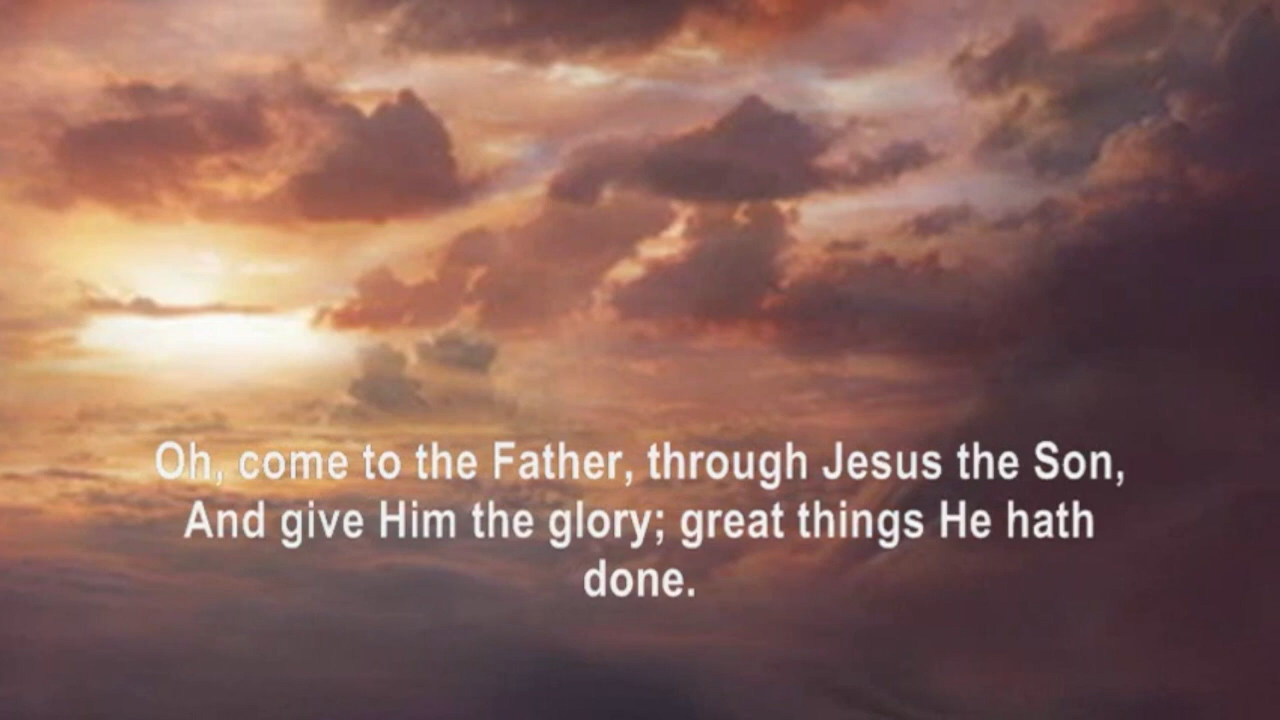 Oh, come to the Father, through Jesus the Son,
And give Him the glory; great things He hath
done.